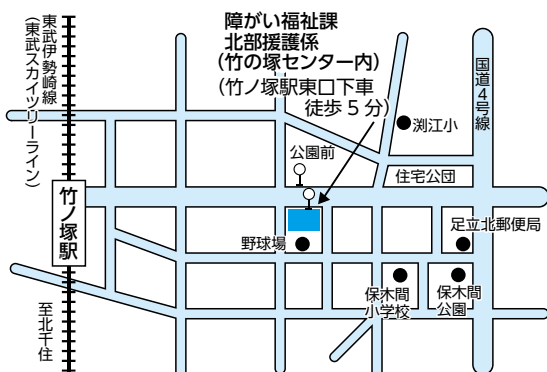 障がい福祉課
北部援護係
(竹の塚センター内)
(竹ノ塚駅東口下車
徒歩5分)
東武伊勢崎線
(東武スカイツリーライン)
国道4号線
渕江小
公園前
住宅公団
竹ノ塚駅
野球場
足立北郵便局
保木間
小学校
保木間
公園
至北千住